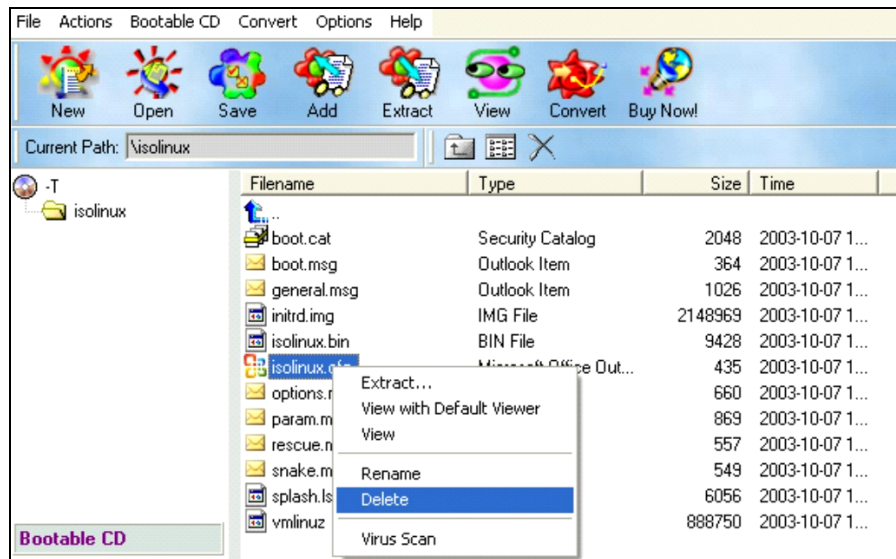 File Actions Bootable CD Convert Options Help
New Open Save Add Extract View Convert Buy Now!
Current Path: \isolinux
-T
isolinux
Filename Type Size Time
..
boot.cat Security Catalog 2048 2003-10-07 1...
boot.msg Outlook Item 364 2003-10-07 1...
general.msg Outlook Item 1026 2003-10-07 1...
initrd.img IMG File 2148969 2003-10-07 1...
isolinux.bin BIN File 9428 2003-10-07 1...
isolinux.cfg Microsoft Office Out... 435 2003-10-07 1...
options. 660 2003-10-07 1...
param.m 869 2003-10-07 1...
rescue. 557 2003-10-07 1...
snake.m 549 2003-10-07 1...
splash.ls 6056 2003-10-07 1...
vmlinuz 888750 2003-10-07 1...
Extract...
View with Default Viewer
View
Rename
Delete
Virus Scan
Bootable CD